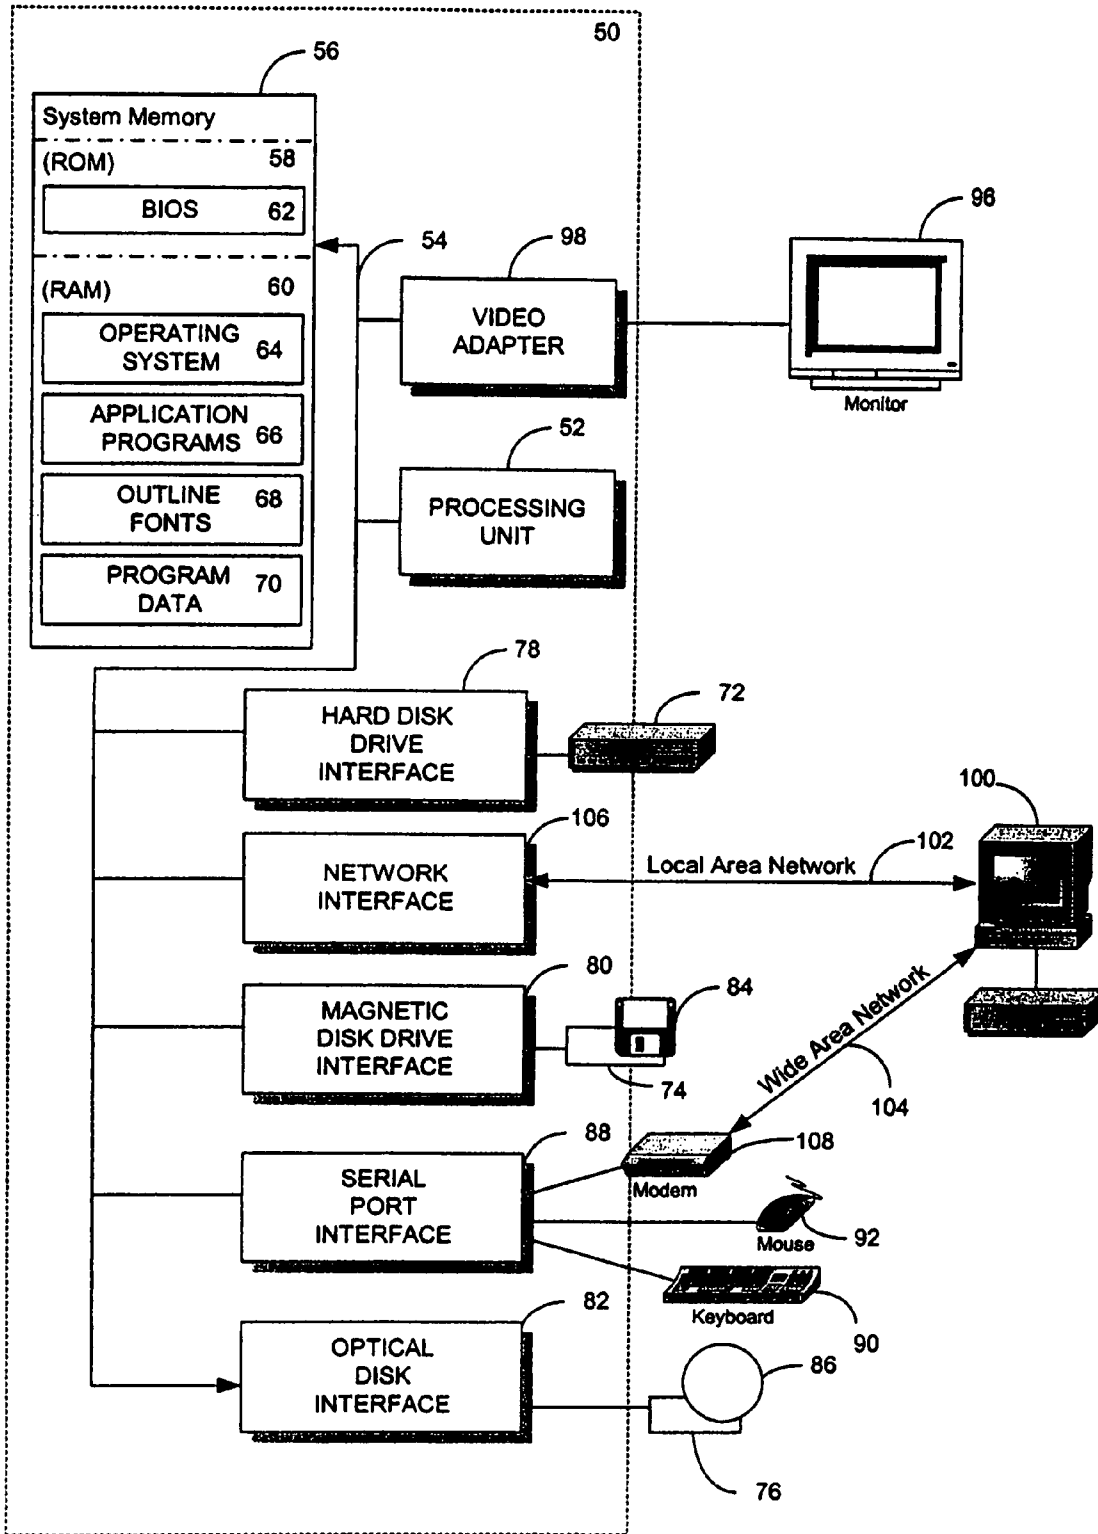 50
56
System Memory
(ROM) 58
BIOS 62
(RAM) 60
OPERATING
SYSTEM 64
APPLICATION
PROGRAMS 66
OUTLINE
FONTS 68
PROGRAM
DATA 70
54
98
VIDEO
ADAPTER
96
Monitor
52
PROCESSING
UNIT
78
HARD DISK
DRIVE
INTERFACE
72
106
NETWORK
INTERFACE
Local Area Network
102
100
80
MAGNETIC
DISK DRIVE
INTERFACE
84
74
Wide Area Network
104
88
SERIAL
PORT
INTERFACE
108
Modem
Mouse
92
Keyboard
90
82
OPTICAL
DISK
INTERFACE
86
76